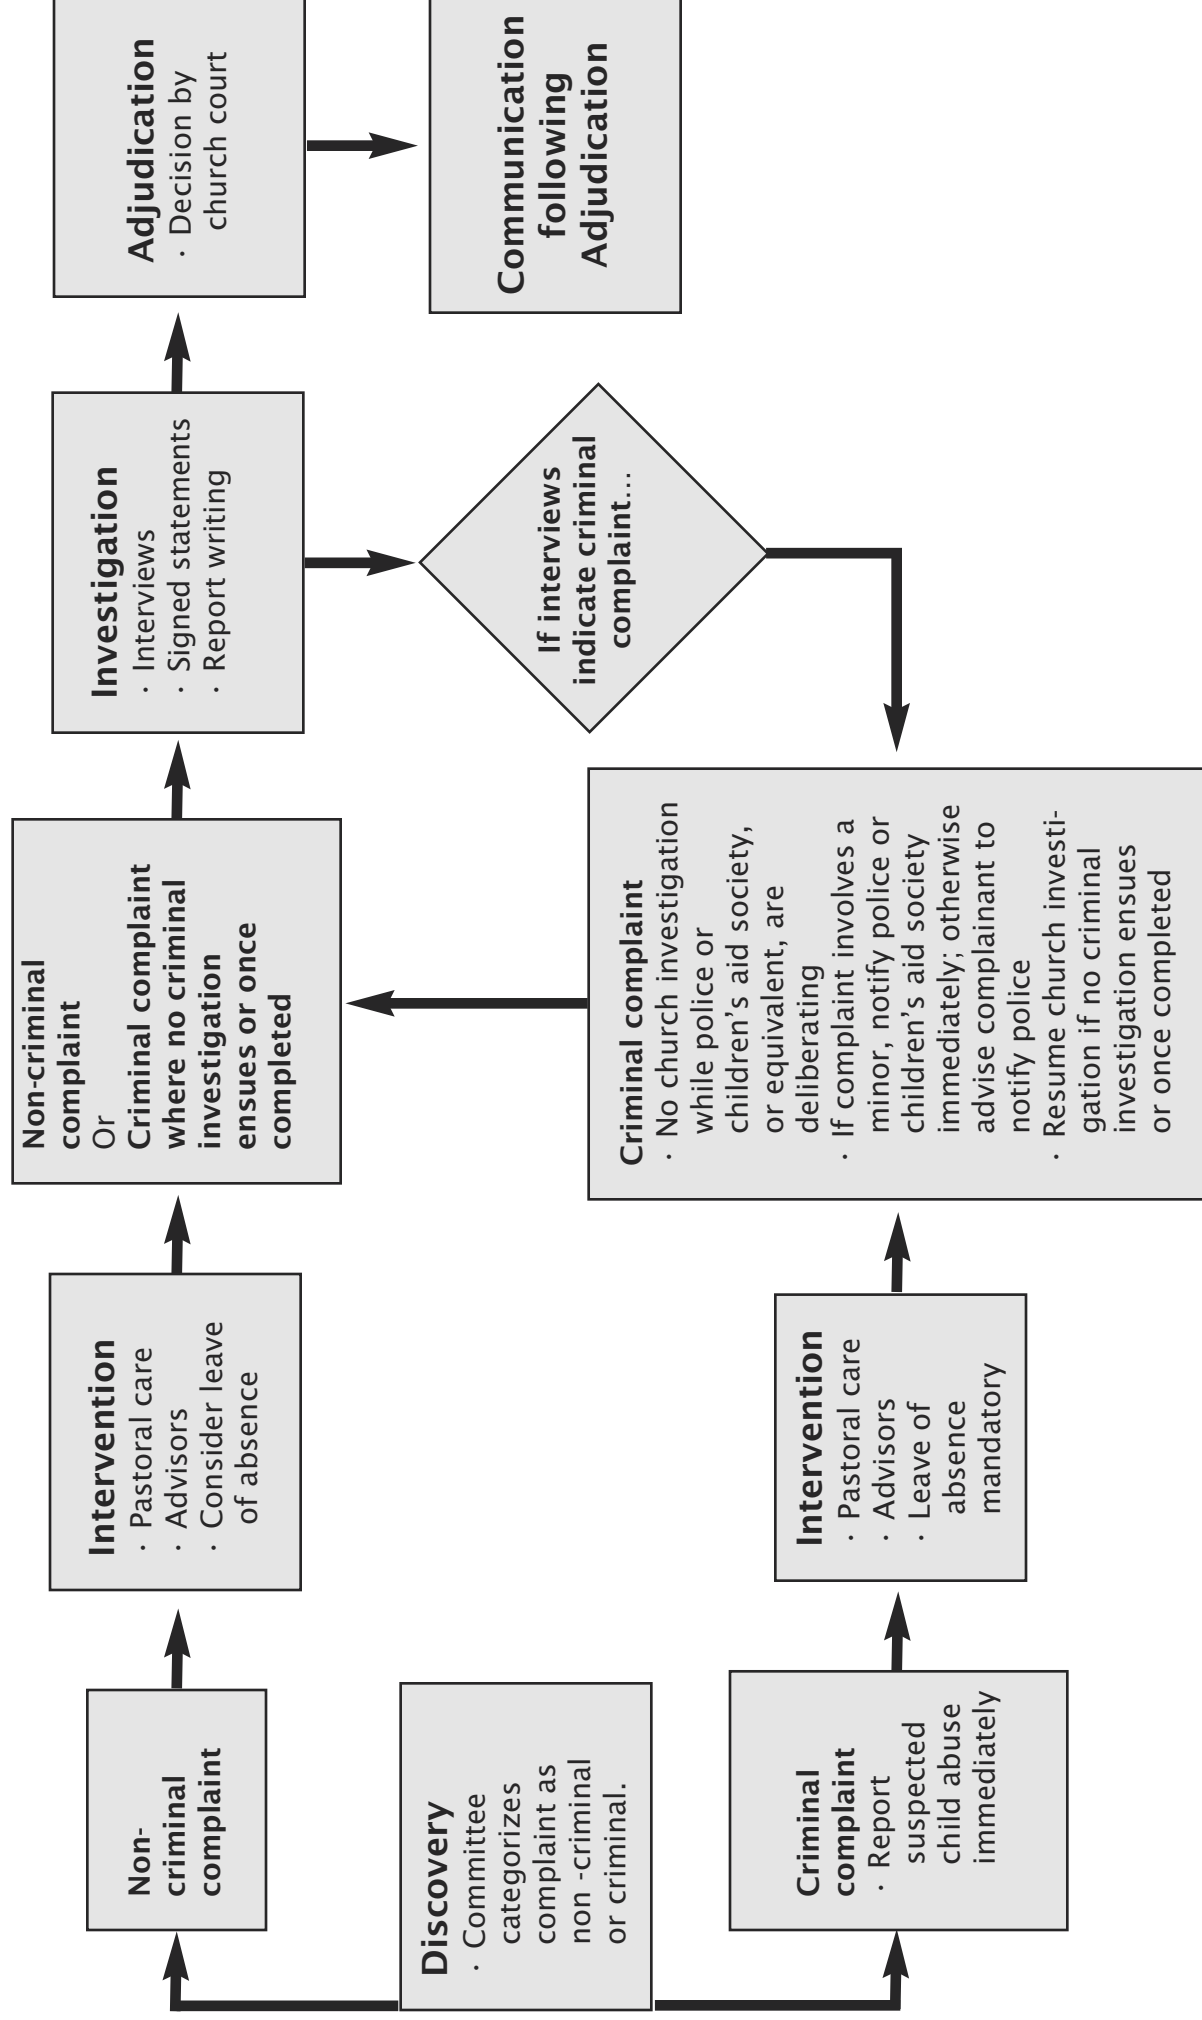 Discovery
· Committee
categorizes
complaint as
non -criminal
or criminal.
Non-
criminal
complaint
Intervention
· Pastoral care
· Advisors
· Consider leave
of absence
Non-criminal
complaint
Or
Criminal complaint
where no criminal
investigation
ensues or once
completed
Investigation
· Interviews
· Signed statements
· Report writing
Adjudication
· Decision by
church court
Communication
following
Adjudication
If interviews
indicate criminal
complaint...
Criminal
complaint
· Report
suspected
child abuse
immediately
Intervention
· Pastoral care
· Advisors
· Leave of
absence
mandatory
Criminal complaint
· No church investigation
while police or
children's aid society,
or equivalent, are
deliberating
· If complaint involves a
minor, notify police or
children's aid society
immediately; otherwise
advise complainant to
notify police
· Resume church investi-
gation if no criminal
investigation ensues
or once completed